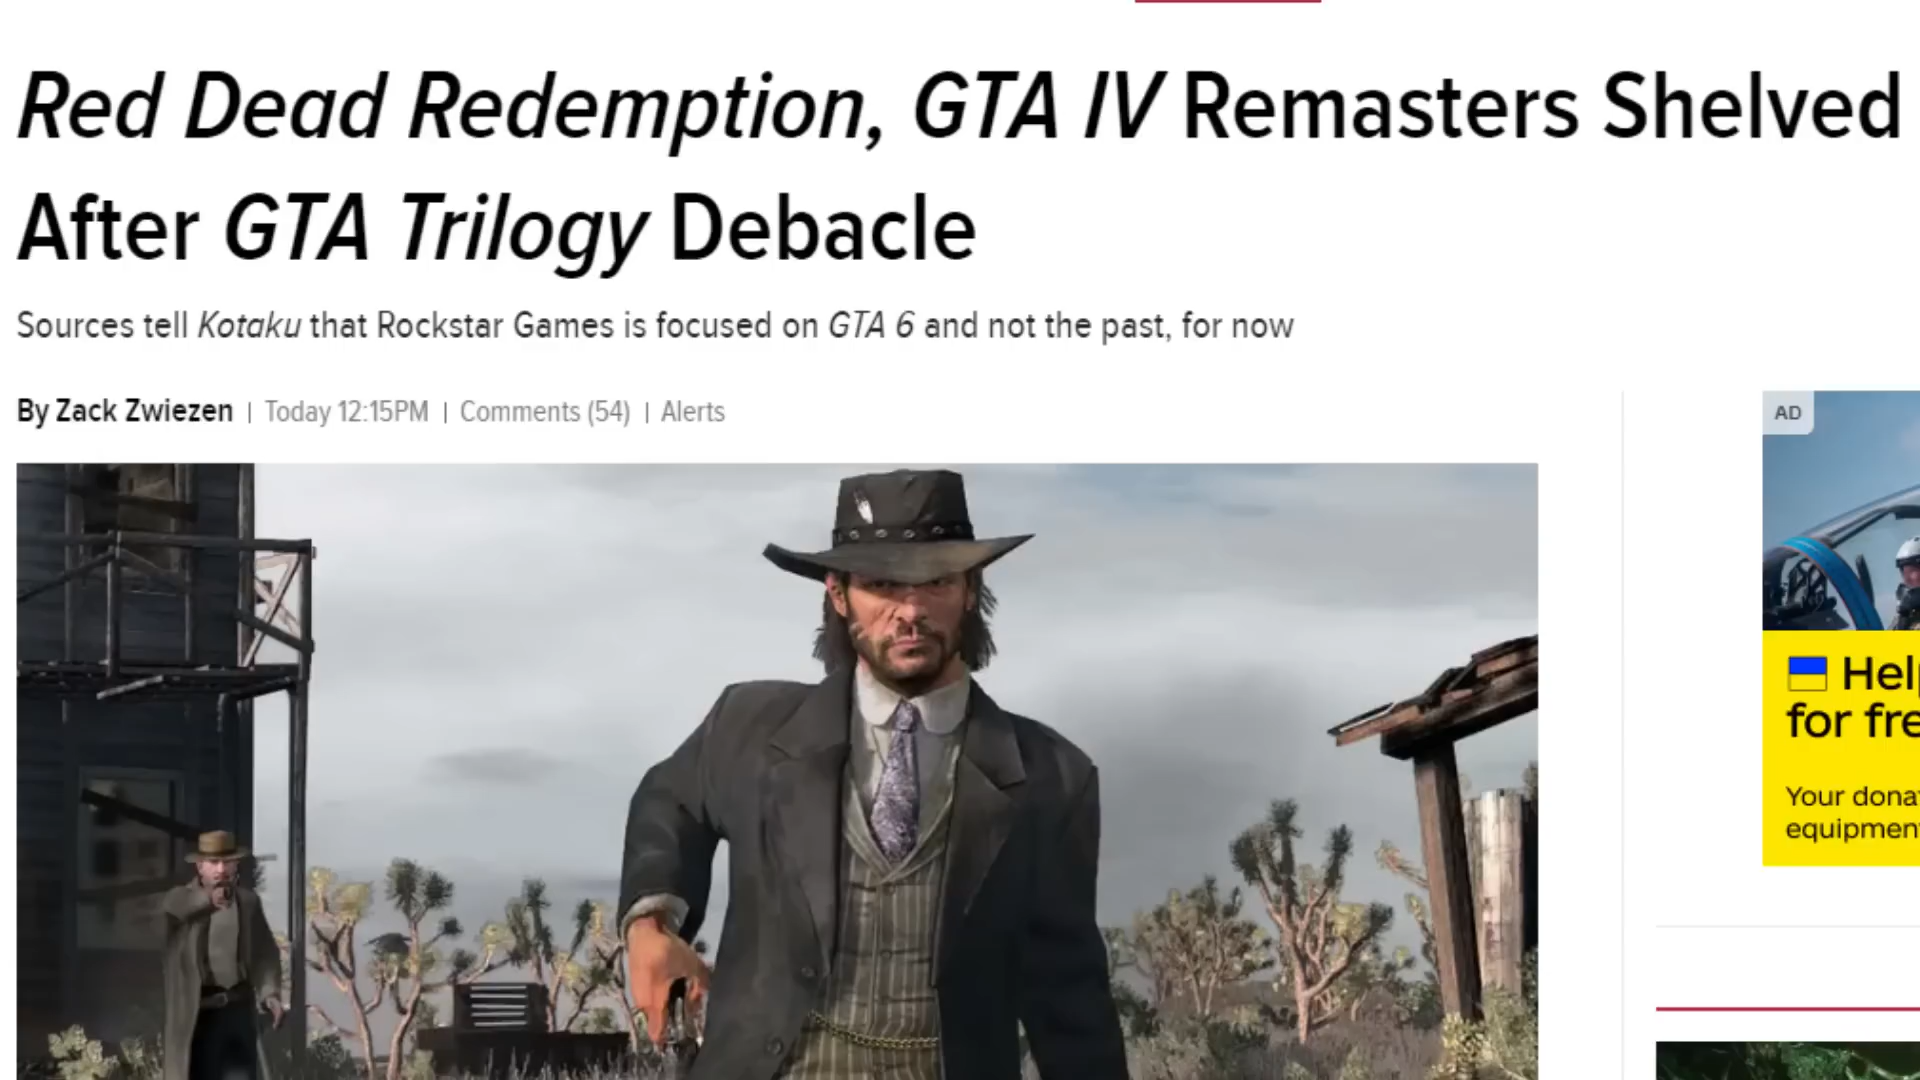 Red Dead Redemption, GTA IV Remasters Shelved
After GTA Trilogy Debacle
Sources tell Kotaku that Rockstar Games is focused on GTA 6 and not the past, for now
By Zack Zwiezen | Today 12:15PM | Comments (54) | Alerts
AD
for
Your